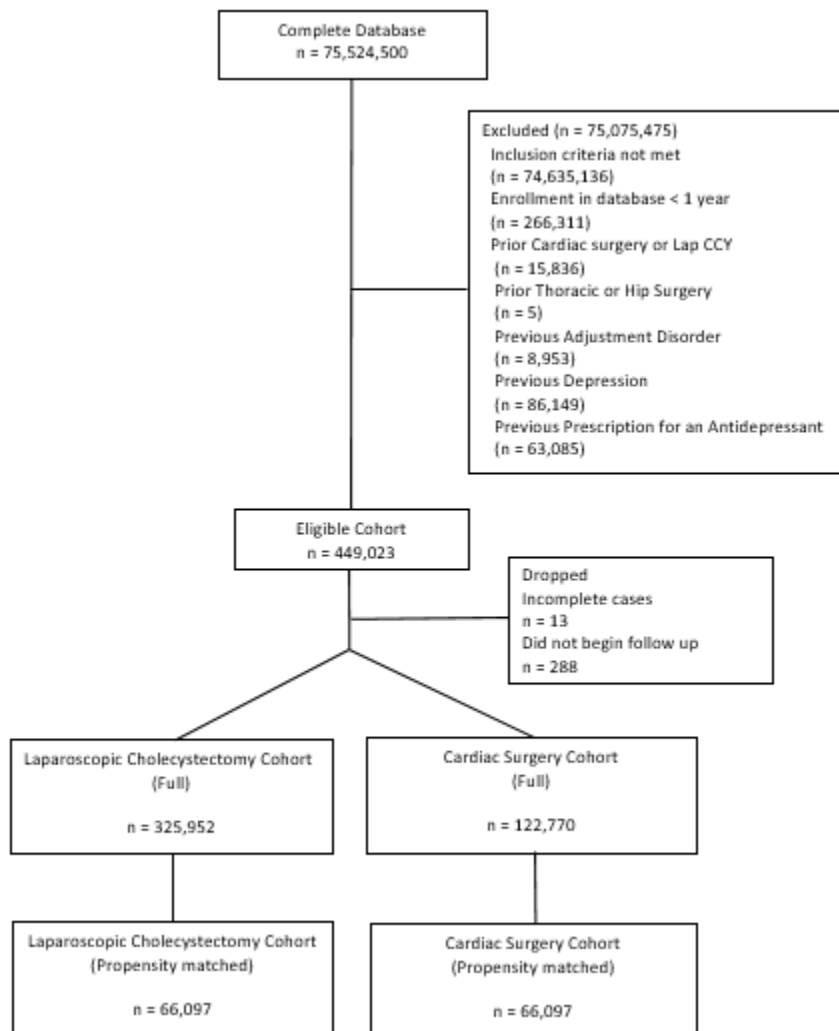 Complete Database
n = 75,524,500
Excluded (n = 75,075,475)
Inclusion criteria not met
(n = 74,635,136)
Enrollment in database < 1 year
(n = 266,311)
Prior Cardiac surgery or Lap CCY
(n = 15,836)
Prior Thoracic or Hip Surgery
(n = 5)
Previous Adjustment Disorder
(n = 8,953)
Previous Depression
(n = 86,149)
Previous Prescription for an Antidepressant
(n = 63,085)
Eligible Cohort
n = 449,023
Dropped
Incomplete cases
n = 13
Did not begin follow up
n = 288
Laparoscopic Cholecystectomy Cohort
(Full)
n = 325,952
Cardiac Surgery Cohort
(Full)
n = 122,770
Laparoscopic Cholecystectomy Cohort
(Propensity matched)
n = 66,097
Cardiac Surgery Cohort
(Propensity matched)
n = 66,097